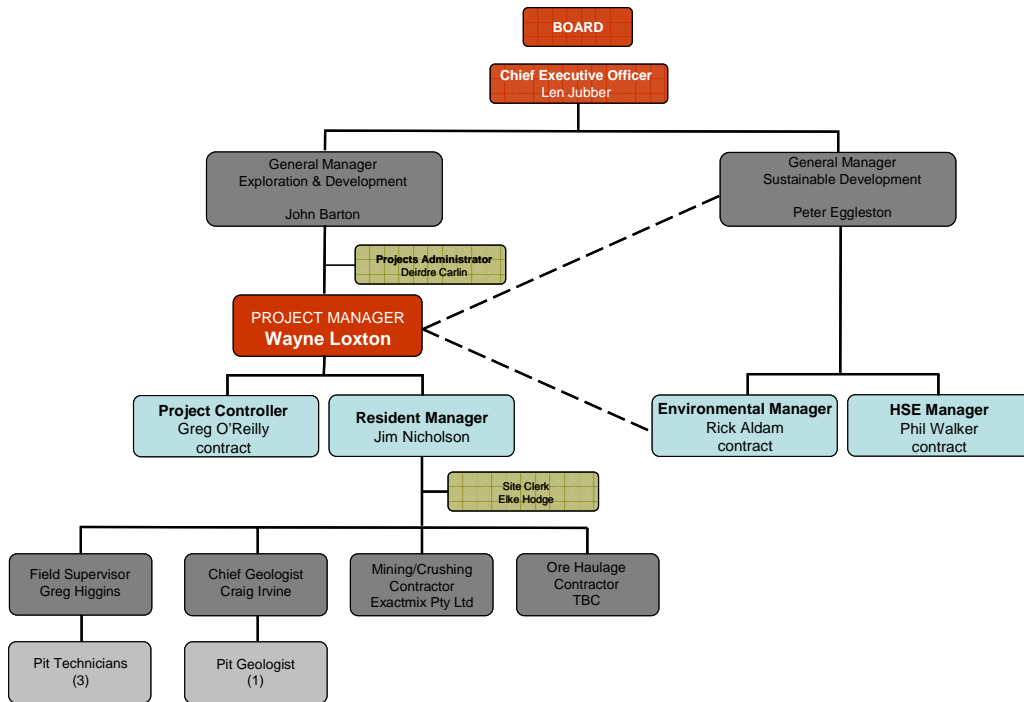 BOARD
Chief Executive Officer
Len Jubber
General Manager
Exploration & Development
John Barton
General Manager
Sustainable Development
Peter Eggleston
Projects Administrator
Deirdre Carlin
PROJECT MANAGER
Wayne Loxton
Project Controller
Greg O'Reilly
contract
Resident Manager
Jim Nicholson
Environmental Manager
Rick Aldam
contract
HSE Manager
Phil Walker
contract
Site Clerk
Elke Hodge
Field Supervisor
Greg Higgins
Chief Geologist
Craig Irvine
Mining/Crushing
Contractor
Exactmix Pty Ltd
Ore Haulage
Contractor
TBC
Pit Technicians
(3)
Pit Geologist
(1)